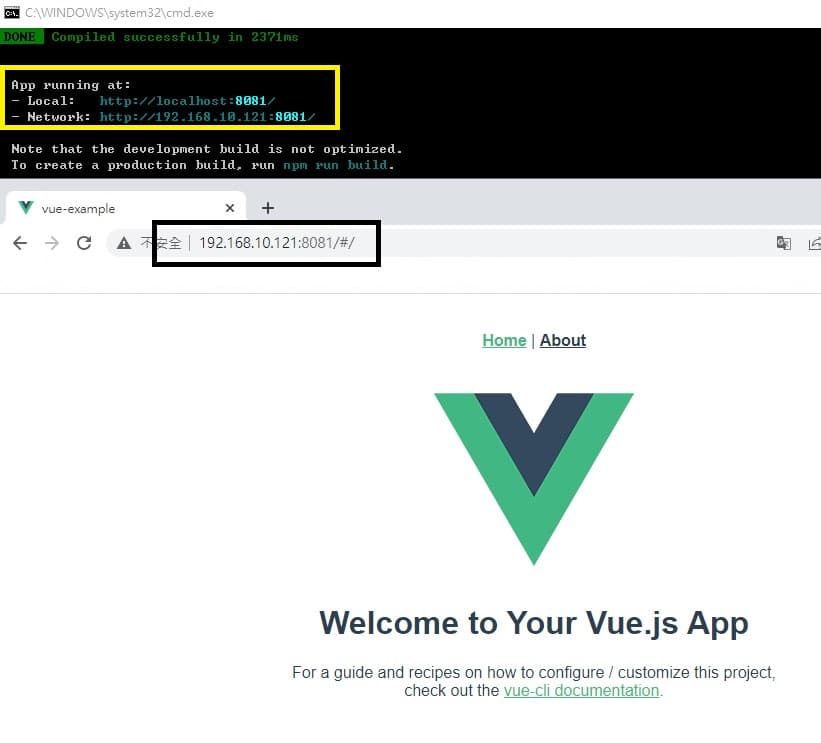 C:\WINDOWS\system32\cmd.exe
DONE Compiled successfully in 2371ms
App running at:
- Local: http://localhost:8081/
- Network: http://192.168.10.121:8081/
Note that the development build is not optimized.
To create a production build, run npm run build.
vue-example
不安全 192.168.10.121:8081/#/
Home | About
Welcome to Your Vue.js App
For a guide and recipes on how to configure / customize this project,
check out the vue-cli documentation.